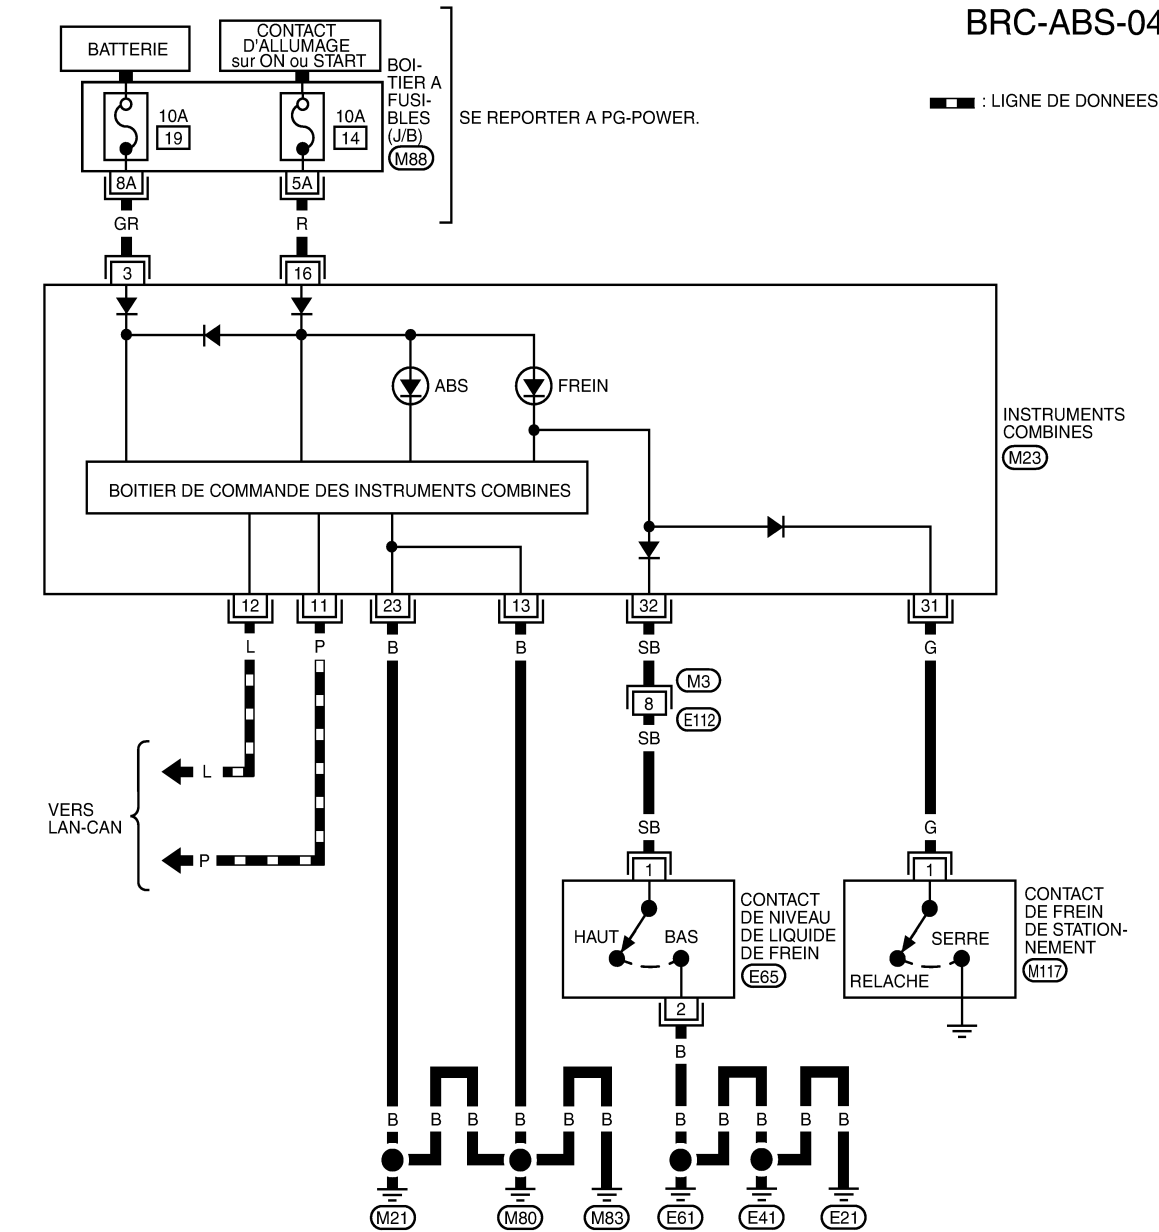 BRC-ABS-04
BATTERIE
CONTACT
D'ALLUMAGE
sur ON ou START
BOI-
TIER A
FUSI-
BLES
(J/B)
M88
: LIGNE DE DONNEES
10A
19
10A
14
SE REPORTER A PG-POWER.
8A
5A
GR
R
3
16
ABS
FREIN
INSTRUMENTS
COMBINES
M23
BOITIER DE COMMANDE DES INSTRUMENTS COMBINES
12
11
23
13
32
31
L
P
B
B
SB
G
M3
8
E112
SB
L
VERS
LAN-CAN
P
SB
G
1
1
CONTACT
DE NIVEAU
DE LIQUIDE
DE FREIN
E65
HAUT
BAS
CONTACT
DE FREIN
DE STATION-
NEMENT
M117
SERRE
RELACHE
2
B
B
B
B
B
B
B
B
B
B
B
B
M21
M80
M83
E61
E41
E21